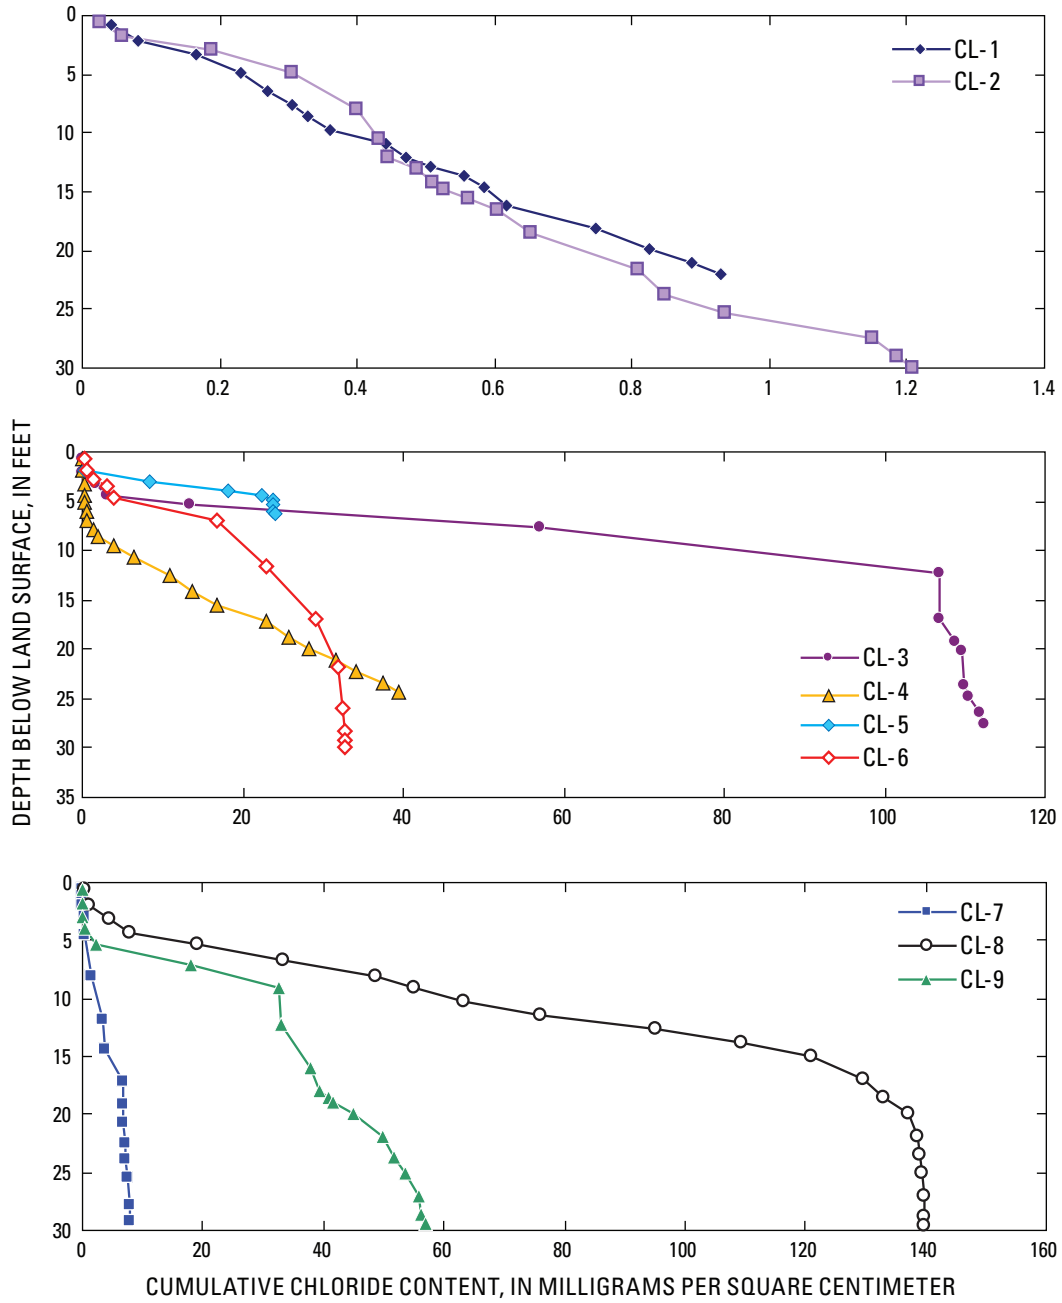 0
5
10
15
20
25
30
0 0.2 0.4 0.6 0.8 1 1.2 1.4
CL-1
CL-2
DEPTH BELOW LAND SURFACE, IN FEET
0
5
10
15
20
25
30
35
0 20 40 60 80 100 120
CL-3
CL-4
CL-5
CL-6
0
5
10
15
20
25
30
0 20 40 60 80 100 120 140 160
CL-7
CL-8
CL-9
CUMULATIVE CHLORIDE CONTENT, IN MILLIGRAMS PER SQUARE CENTIMETER